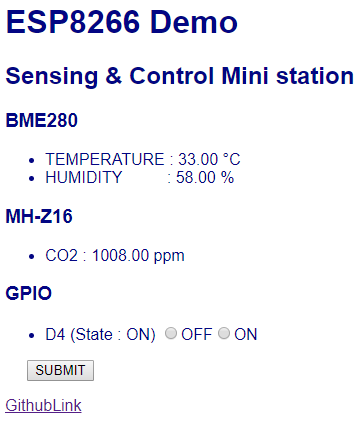 ESP8266 Demo
Sensing & Control Mini station
BME280
• TEMPERATURE : 33.00 °C
• HUMIDITY : 58.00 %
MH-Z16
• CO2 : 1008.00 ppm
GPIO
• D4 (State : ON) OFF ON
SUBMIT
GithubLink